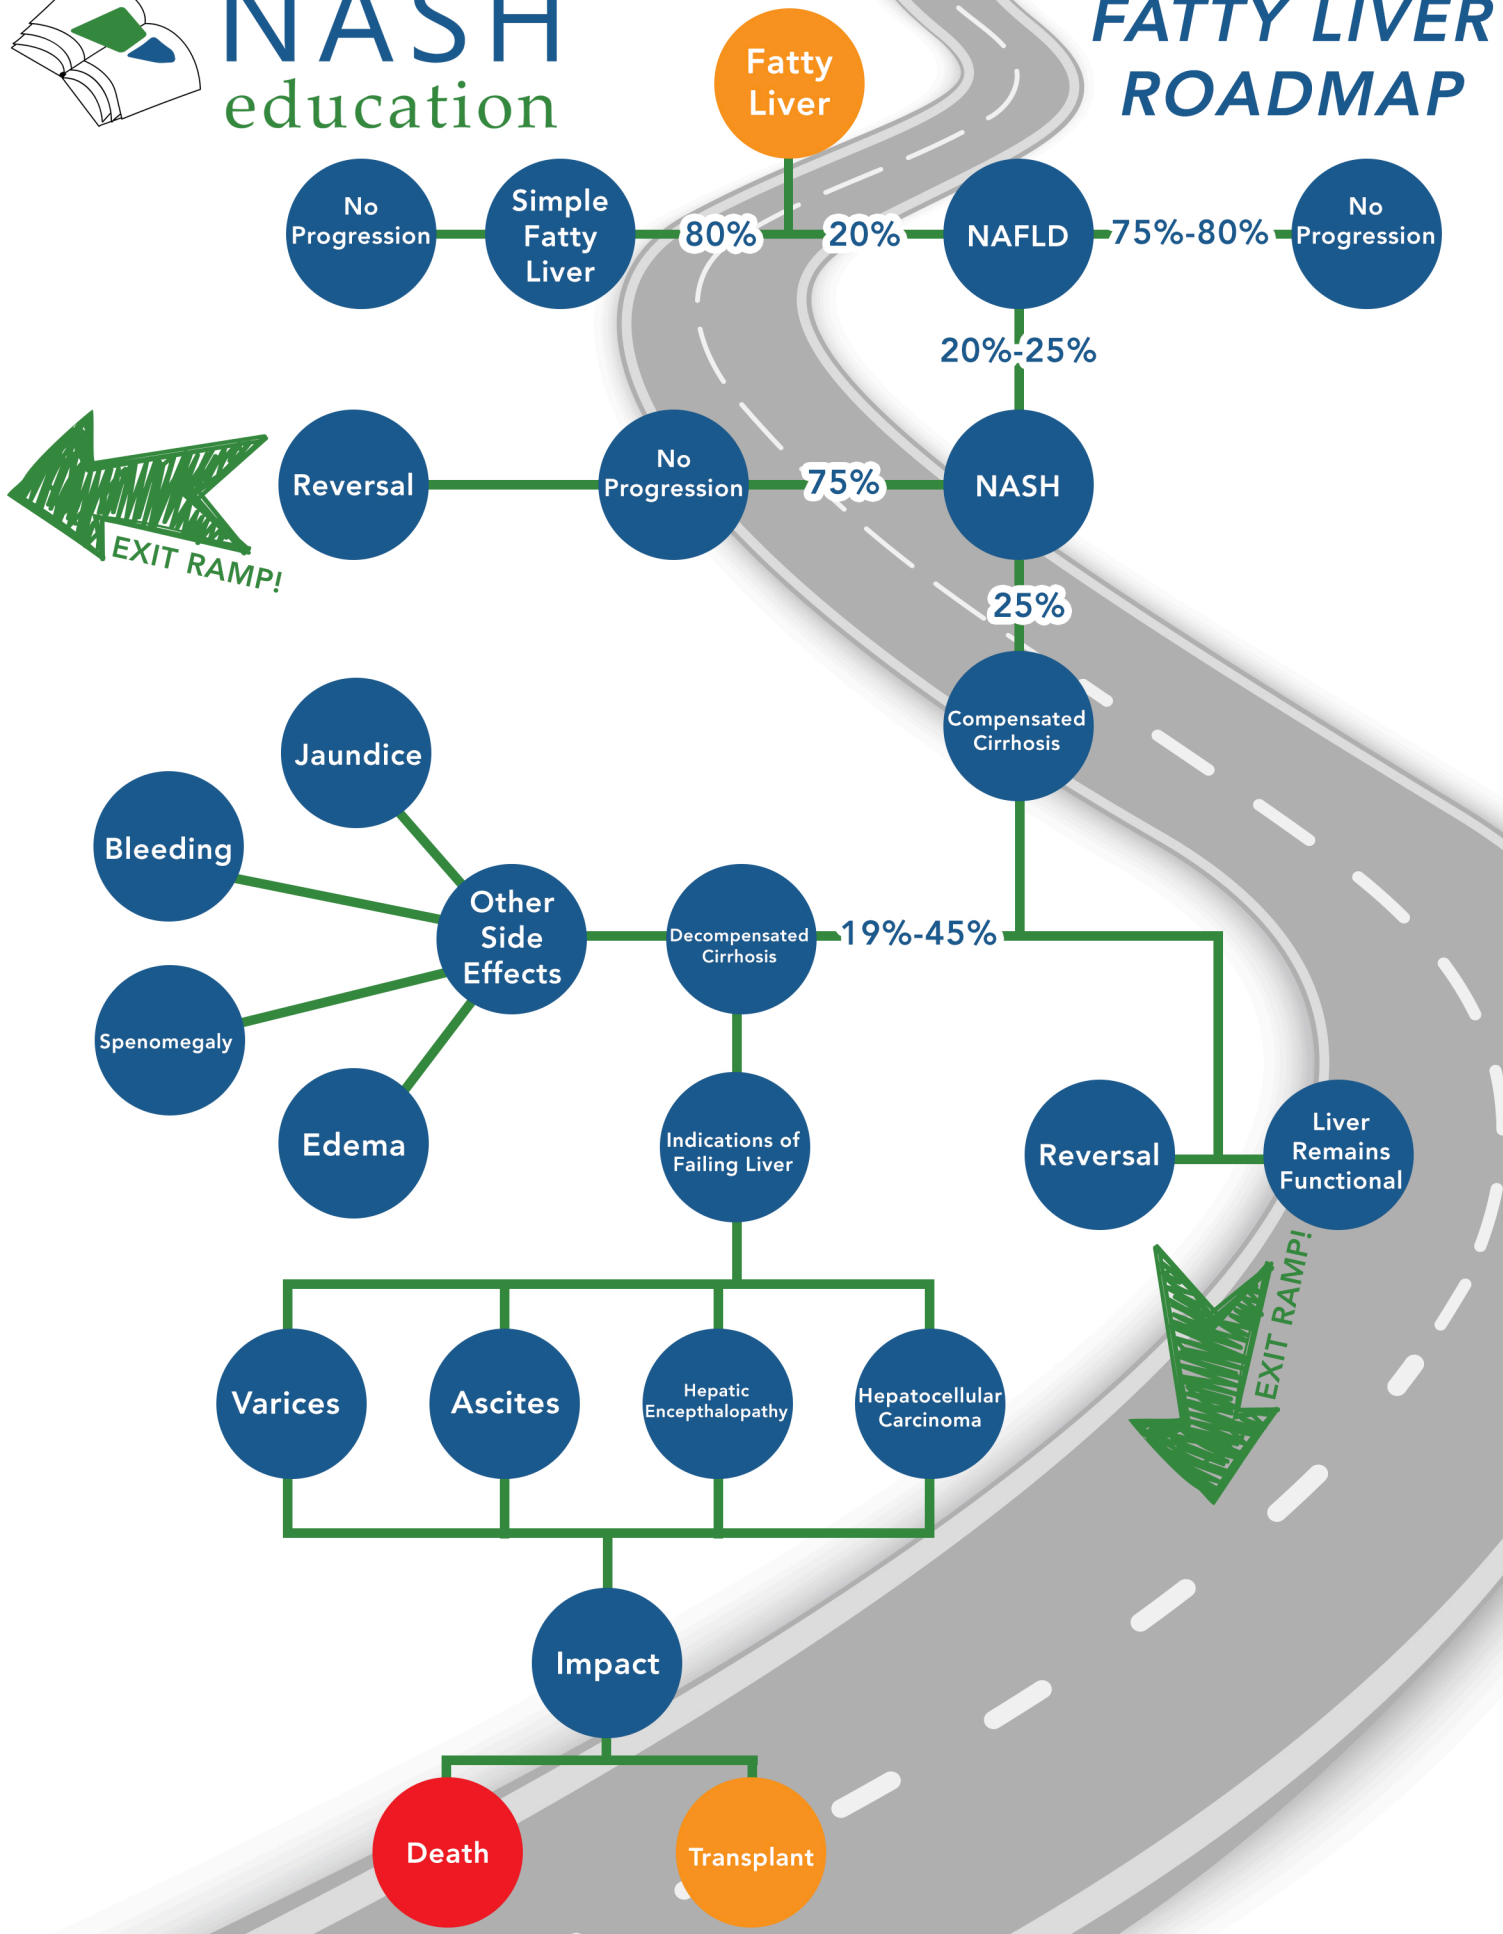 NASH
education
FATTY LIVER
ROADMAP
Fatty
Liver
No
Progression
Simple
Fatty
Liver
80%
20%
NAFLD
75%-80%
No
Progression
20%-25%
Reversal
No
Progression
75%
NASH
EXIT RAMP!
25%
Compensated
Cirrhosis
Jaundice
Bleeding
Other
Side
Effects
Decompensated
Cirrhosis
19%-45%
Spenomegaly
Edema
Indications of
Failing Liver
Reversal
Liver
Remains
Functional
EXIT RAMP!
Varices
Ascites
Hepatic
Encepthalopathy
Hepatocellular
Carcinoma
Impact
Death
Transplant